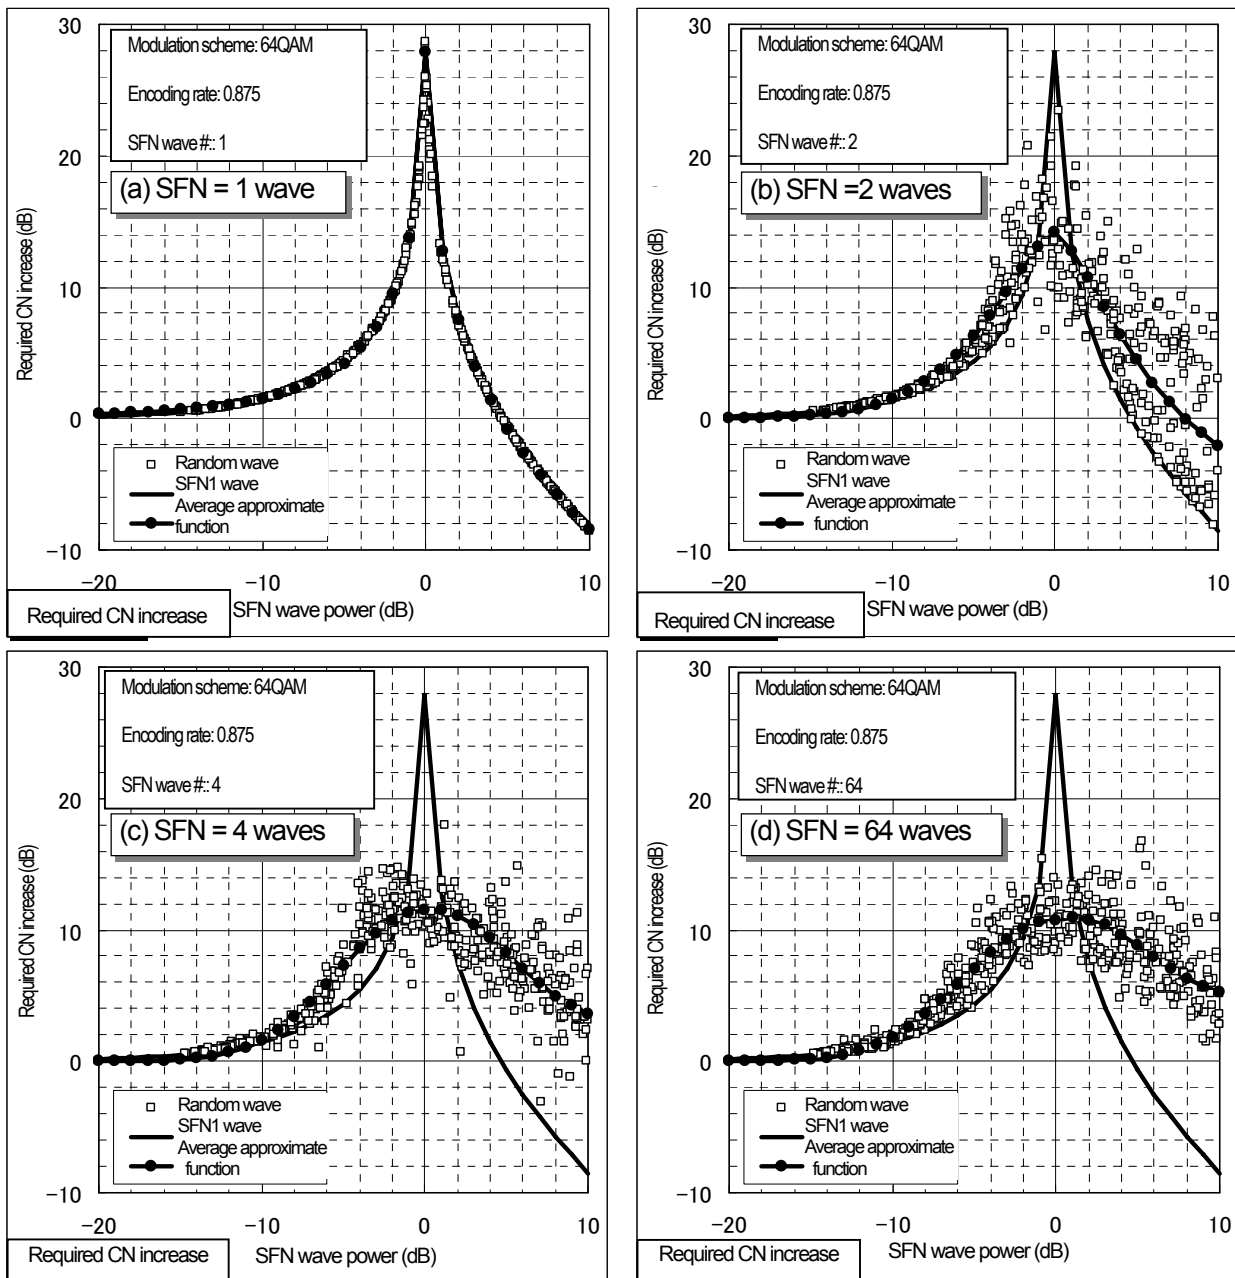 30
20
10
0
−10
−20
−10
0
10
Modulation scheme: 64QAM
Encoding rate: 0.875
SFN wave #:: 1
(a) SFN = 1 wave
Required CN increase (dB)
Random wave
SFN1 wave
Average approximate
function
SFN wave power (dB)
Required CN increase
30
20
10
0
−10
−20
−10
0
10
Modulation scheme: 64QAM
Encoding rate: 0.875
SFN wave #:: 2
(b) SFN =2 waves
Required CN increase (dB)
Random wave
SFN1 wave
Average approximate
function
SFN wave power (dB)
Required CN increase
30
20
10
0
−10
−20
−10
0
10
Modulation scheme: 64QAM
Encoding rate: 0.875
SFN wave #:: 4
(c) SFN = 4 waves
Required CN increase (dB)
Random wave
SFN1 wave
Average approximate
function
SFN wave power (dB)
Required CN increase
30
20
10
0
−10
−20
−10
0
10
Modulation scheme: 64QAM
Encoding rate: 0.875
SFN wave #:: 64
(d) SFN = 64 waves
Required CN increase (dB)
Random wave
SFN1 wave
Average approximate
function
SFN wave power (dB)
Required CN increase